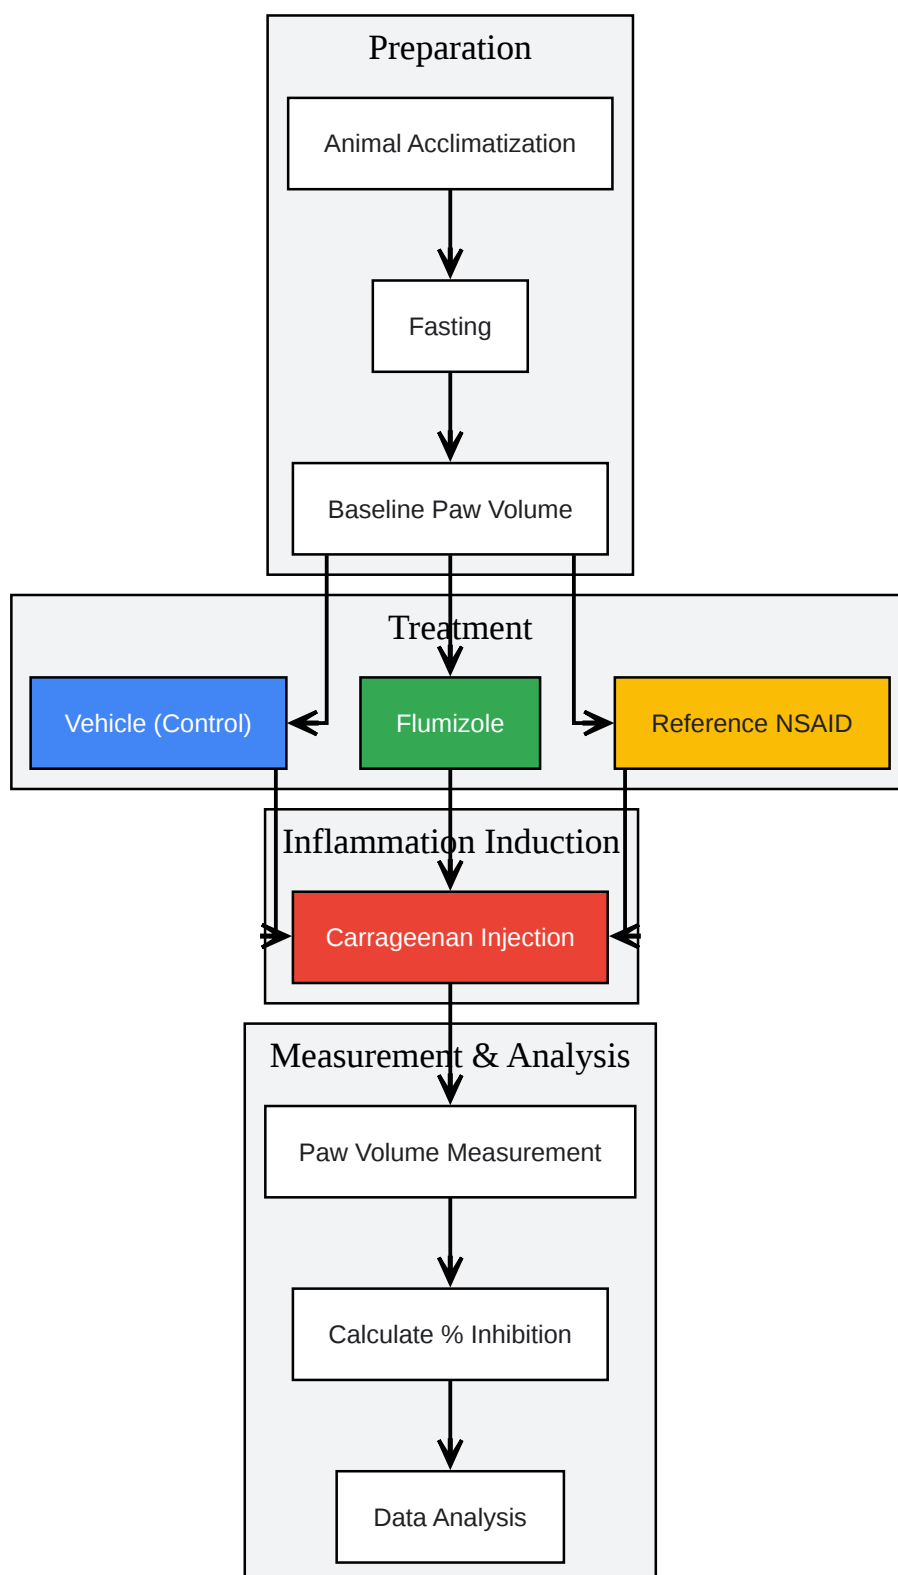 Preparation
Animal Acclimatization
Fasting
Baseline Paw Volume
Treatment
Vehicle (Control)
Flumizole
Reference NSAID
Inflammation Induction
Carrageenan Injection
Measurement & Analysis
Paw Volume Measurement
Calculate % Inhibition
Data Analysis